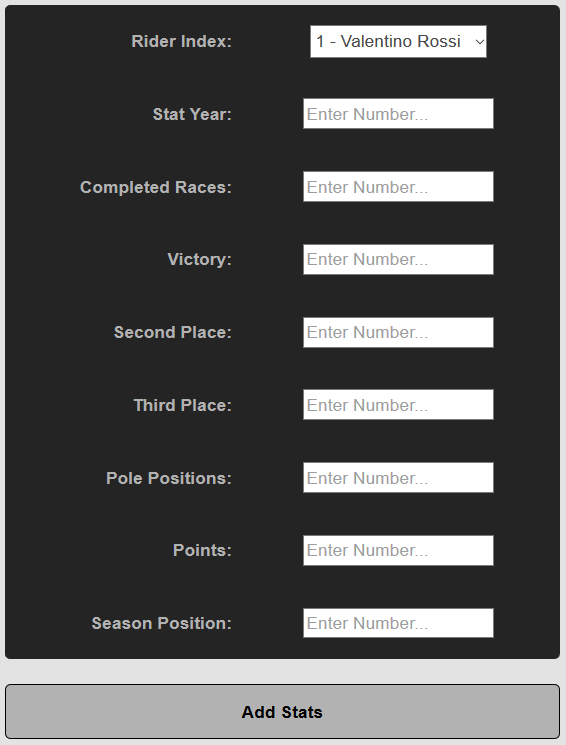 Rider Index: 1 - Valentino Rossi
Stat Year: Enter Number...
Completed Races: Enter Number...
Victory: Enter Number...
Second Place: Enter Number...
Third Place: Enter Number...
Pole Positions: Enter Number...
Points: Enter Number...
Season Position: Enter Number...
Add Stats